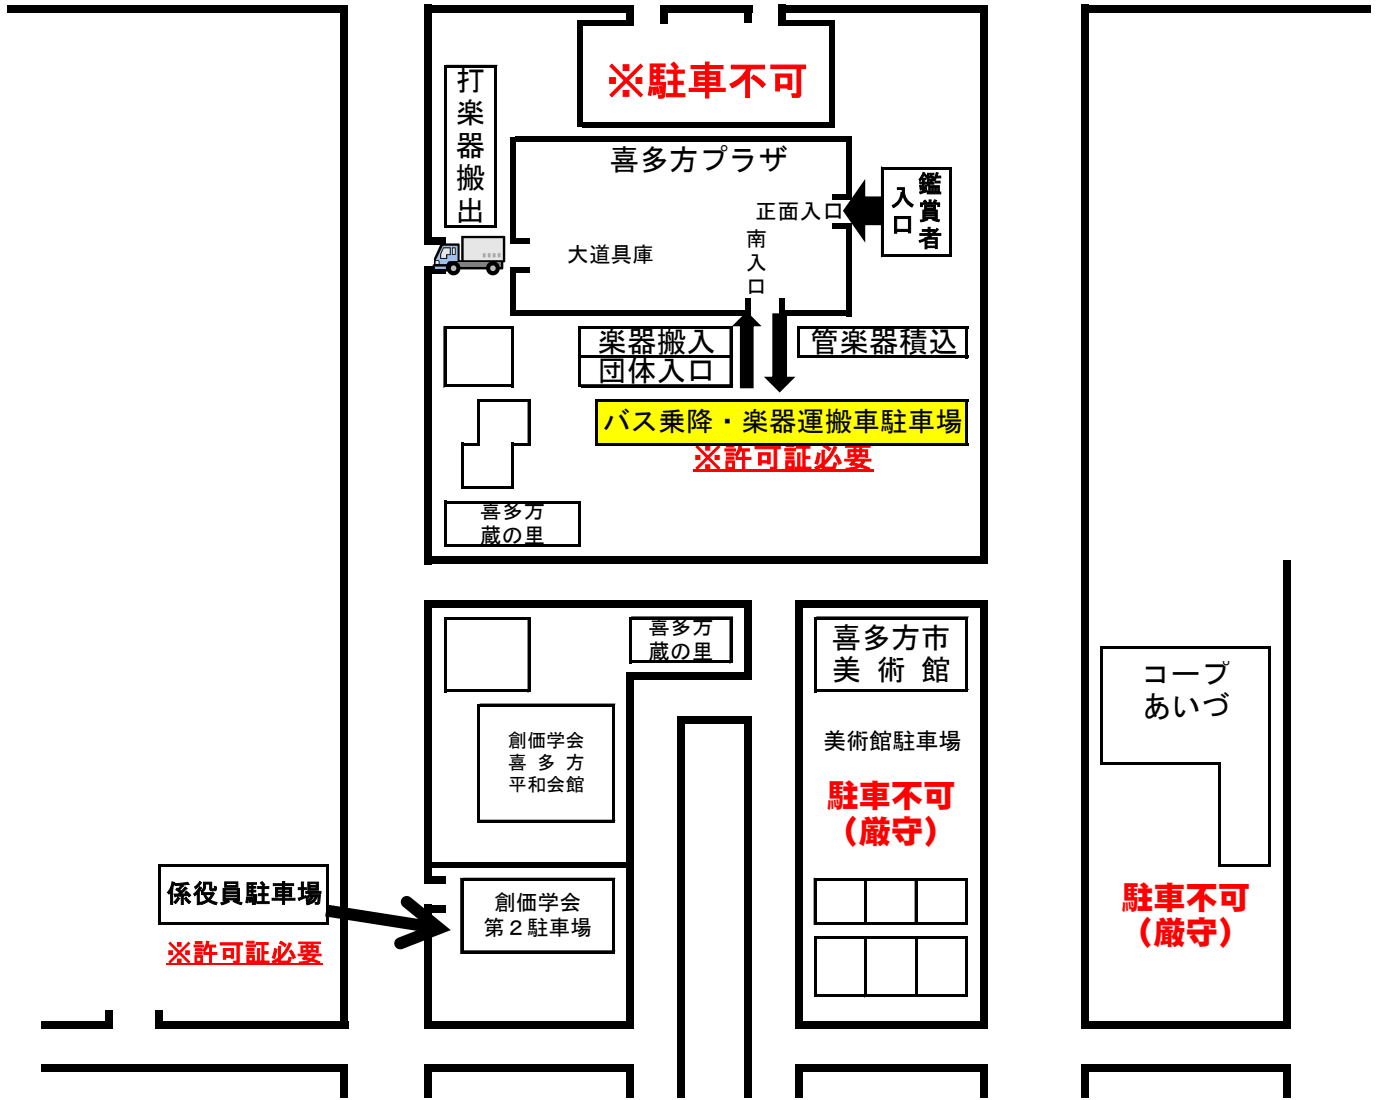 ※駐車不可
打楽器搬出
喜多方プラザ
鑑賞者
入口
正面入口
南入口
大道具庫
楽器搬入
団体入口
管楽器積込
バス乗降・楽器運搬車駐車場
※許可証必要
喜多方
蔵の里
喜多方
蔵の里
喜多方市
美術館
コープ
あいづ
創価学会
喜多方
平和会館
美術館駐車場
駐車不可
（厳守）
係役員駐車場
※許可証必要
創価学会
第２駐車場
駐車不可
（厳守）